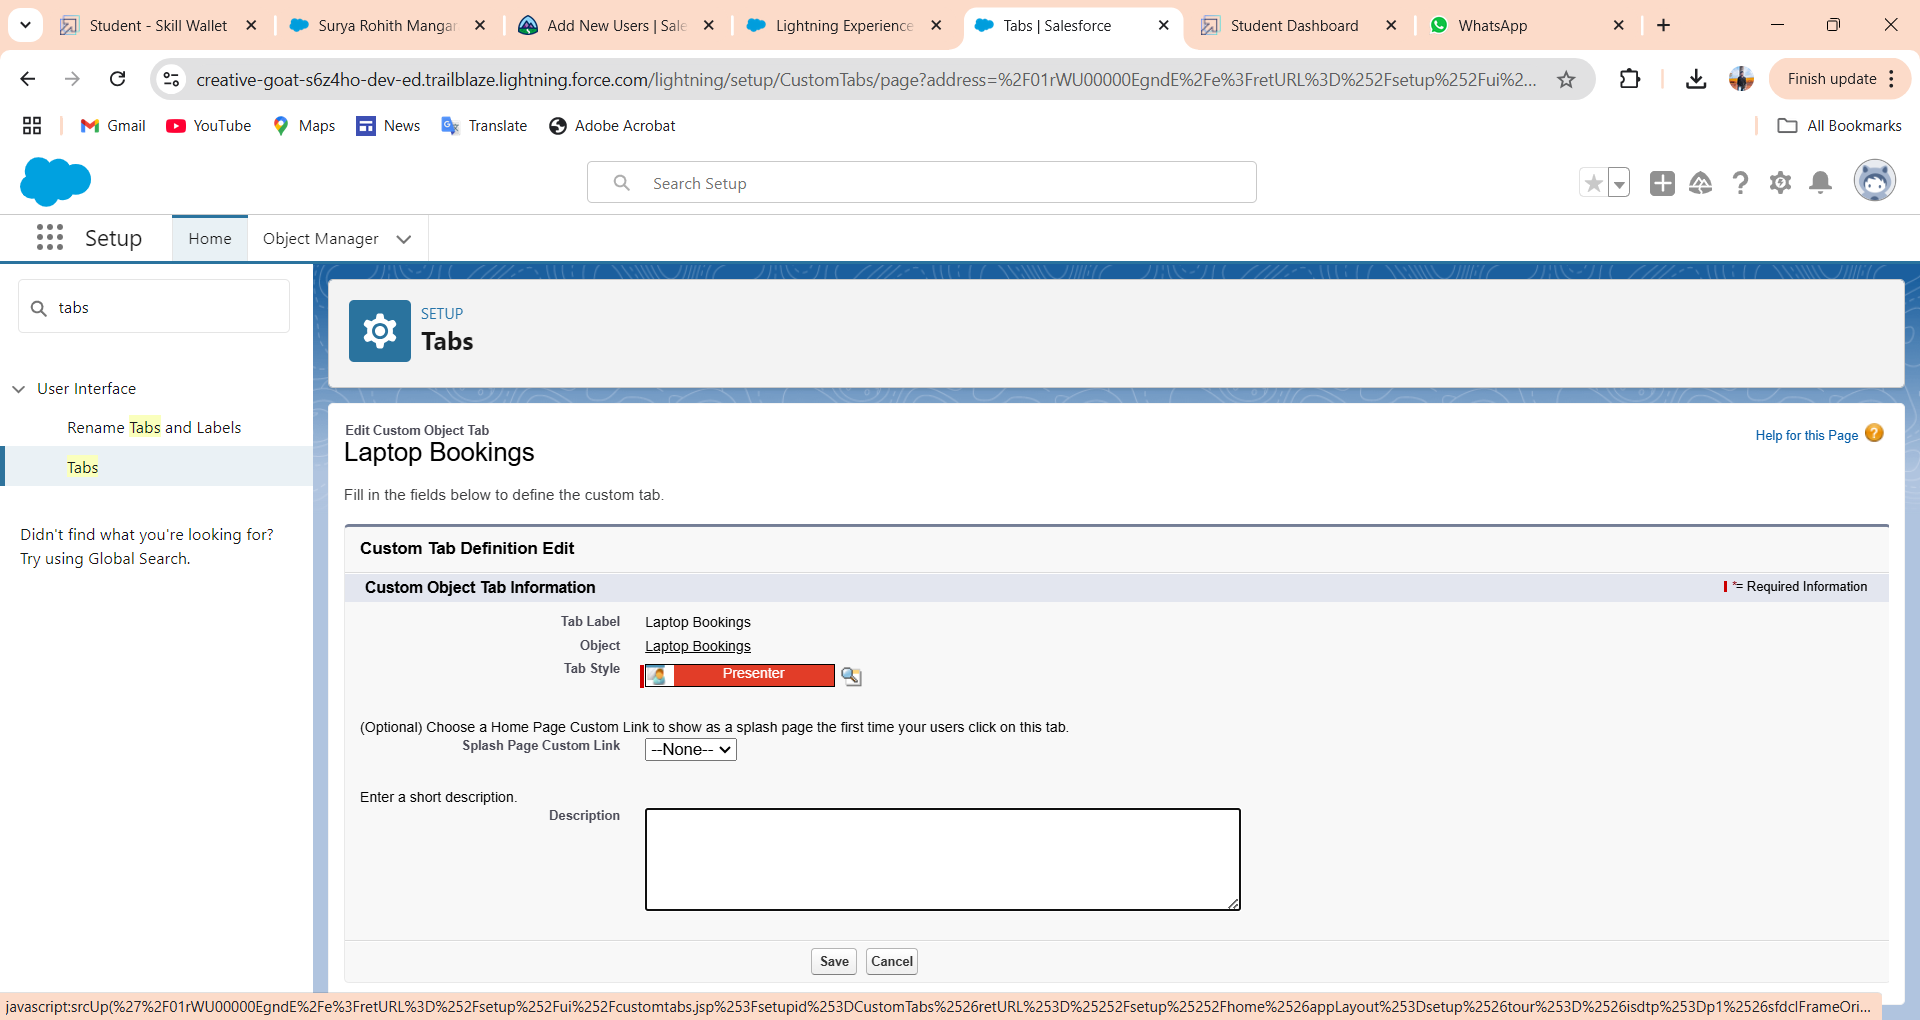 Student - Skill Wallet
Surya Rohith Mangar
Add New Users | Sale
Lightning Experience
Tabs | Salesforce
Student Dashboard
WhatsApp
creative-goat-s6z4ho-dev-ed.trailblaze.lightning.force.com/lightning/setup/CustomTabs/page?address=%2F01rWU00000EgndE%2Fe%3FretURL%3D%252Fsetup%252Fui%2...
Finish update
Gmail
YouTube
Maps
News
Translate
Adobe Acrobat
All Bookmarks
Search Setup
Setup
Home
Object Manager
tabs
User Interface
Rename Tabs and Labels
Tabs
Didn't find what you're looking for?
Try using Global Search.
SETUP
Tabs
Edit Custom Object Tab
Laptop Bookings
Help for this Page
Fill in the fields below to define the custom tab.
Custom Tab Definition Edit
Custom Object Tab Information
*= Required Information
Tab Label Laptop Bookings
Object Laptop Bookings
Tab Style Presenter
(Optional) Choose a Home Page Custom Link to show as a splash page the first time your users click on this tab.
Splash Page Custom Link --None--
Enter a short description.
Description
Save Cancel
javascript:srcUp(%27%2F01rWU00000EgndE%2Fe%3FretURL%3D%252Fsetup%252Fui%252Fcustomtabs.jsp%253Fsetupid%253DCustomTabs%2526retURL%253D%25252Fsetup%25252Fhome%2526appLayout%253Dsetup%2526tour%253D%2526isdtp%253Dp1%2526sfdcIFrameOri...